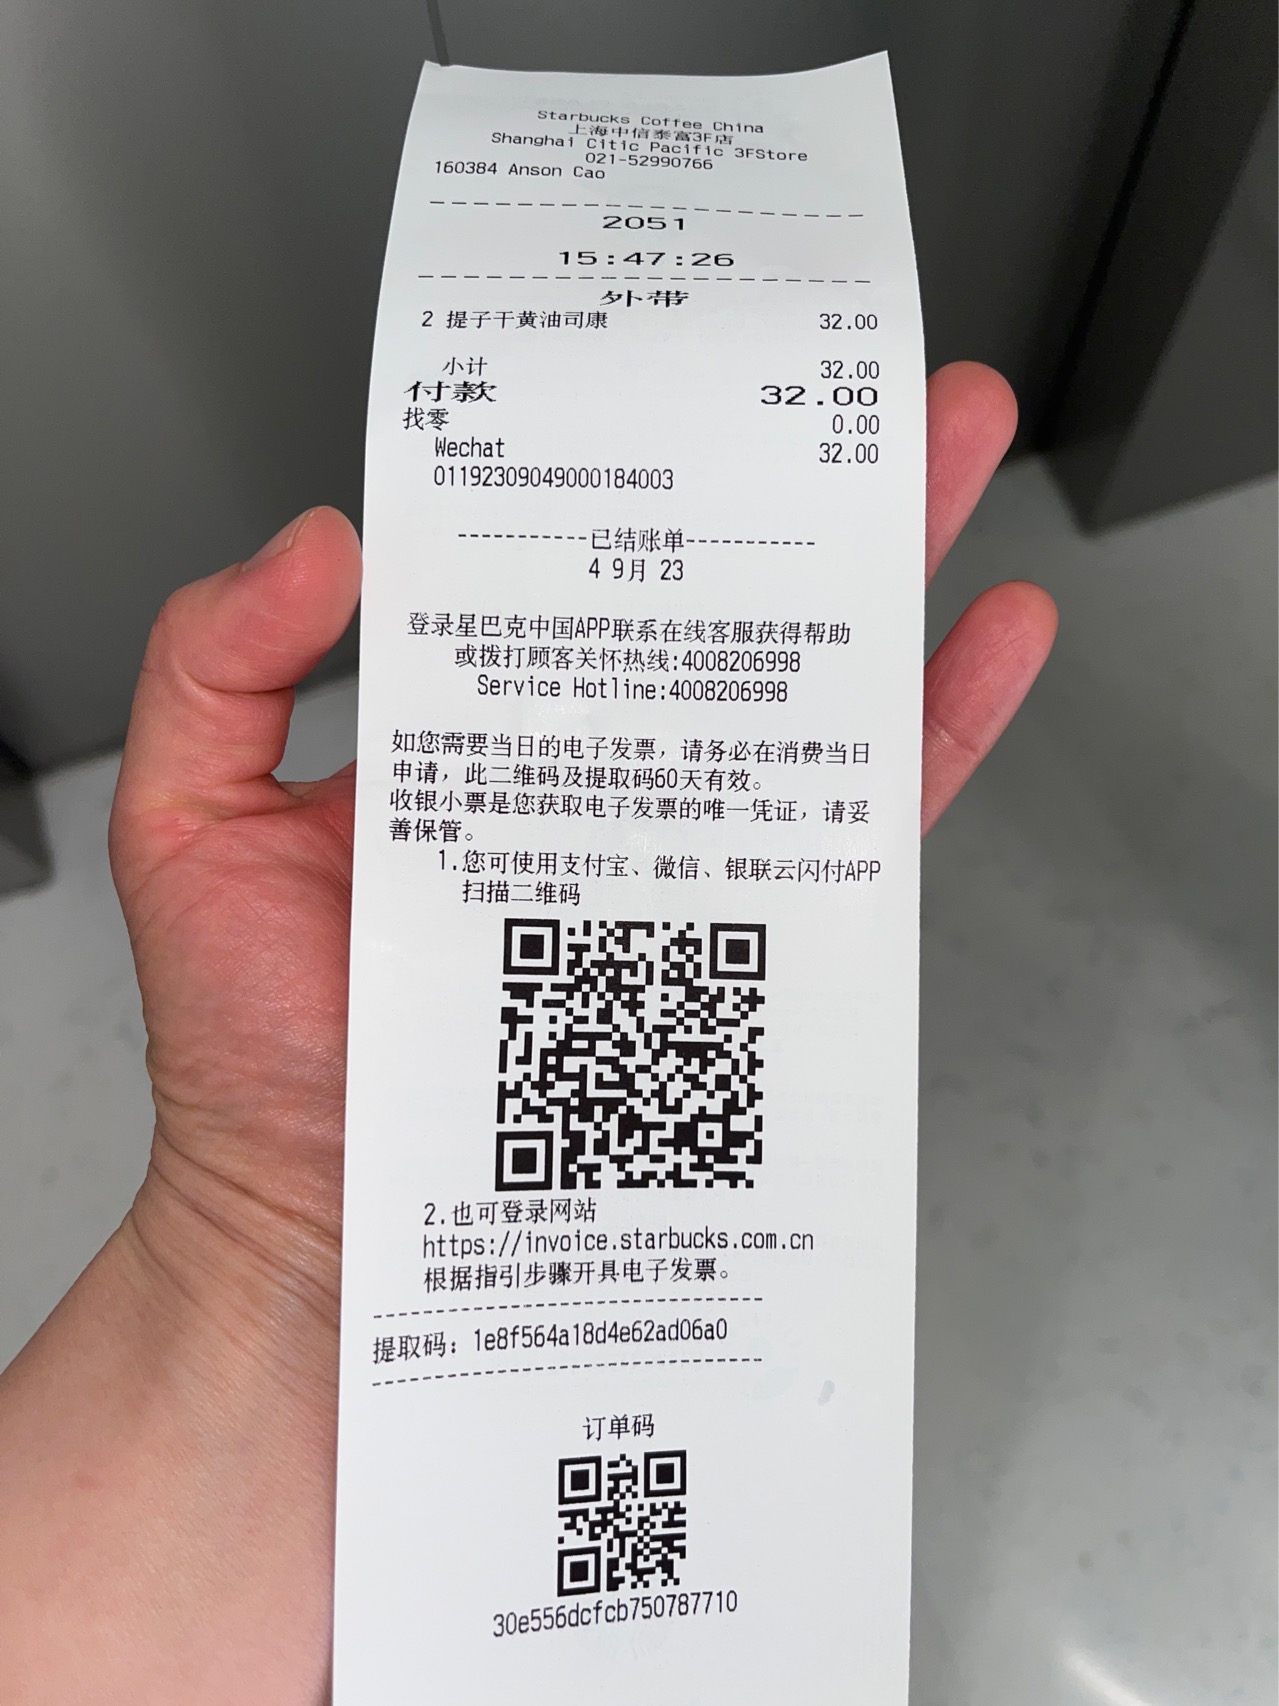 Starbucks Coffee China
上海中信泰富3F店
Shanghai Citic Pacific 3FStore
021-52990766
160384 Anson Cao
2051
15:47:26
外带
2 提子干黄油司康 32.00
小计 32.00
付款 32.00
找零 0.00
Wechat 32.00
01192309049000184003
-----------已结账单-----------
4 9月 23
登录星巴克中国APP联系在线客服获得帮助
或拨打顾客关怀热线:4008206998
Service Hotline:4008206998
如您需要当日的电子发票，请务必在消费当日
申请，此二维码及提取码60天有效。
收银小票是您获取电子发票的唯一凭证，请妥
善保管。
1.您可使用支付宝、微信、银联云闪付APP
扫描二维码
2.也可登录网站
https://invoice.starbucks.com.cn
根据指引步骤开具电子发票。
提取码：1e8f564a18d4e62ad06a0
订单码
30e556dcfcb750787710